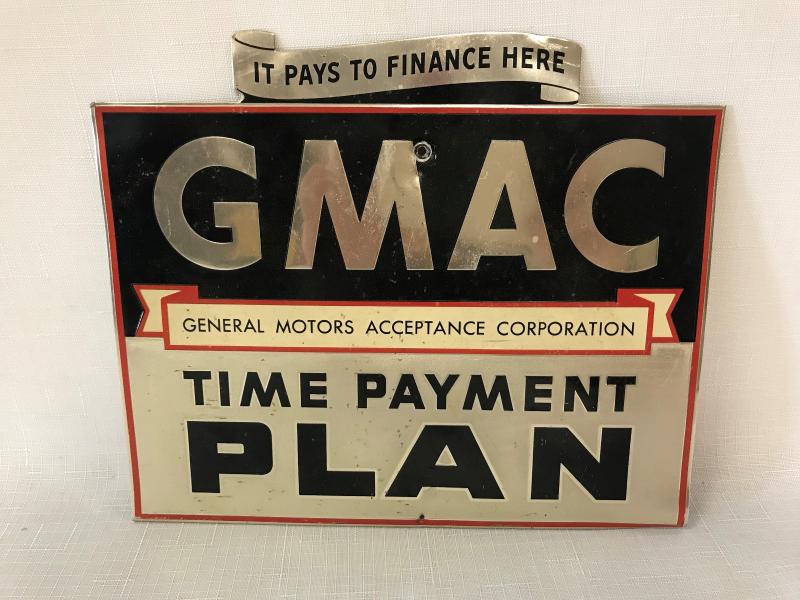 IT PAYS TO FINANCE HERE
GMAC
GENERAL MOTORS ACCEPTANCE CORPORATION
TIME PAYMENT
PLAN